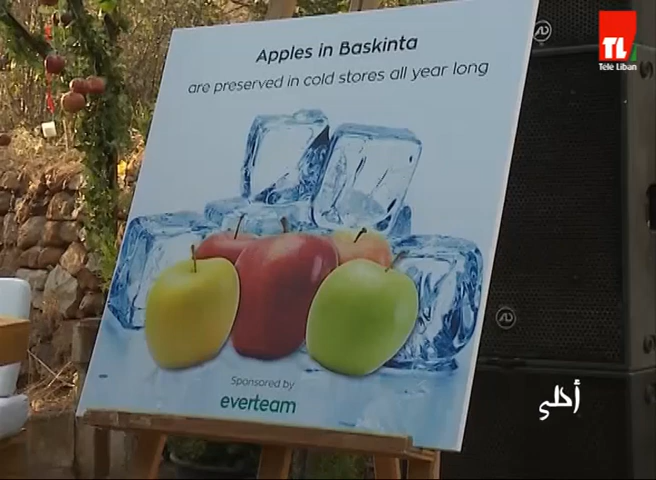 Apples in Baskinta
are preserved in cold stores all year long
Sponsored by
everteam
TL
Télé Liban
أحلى